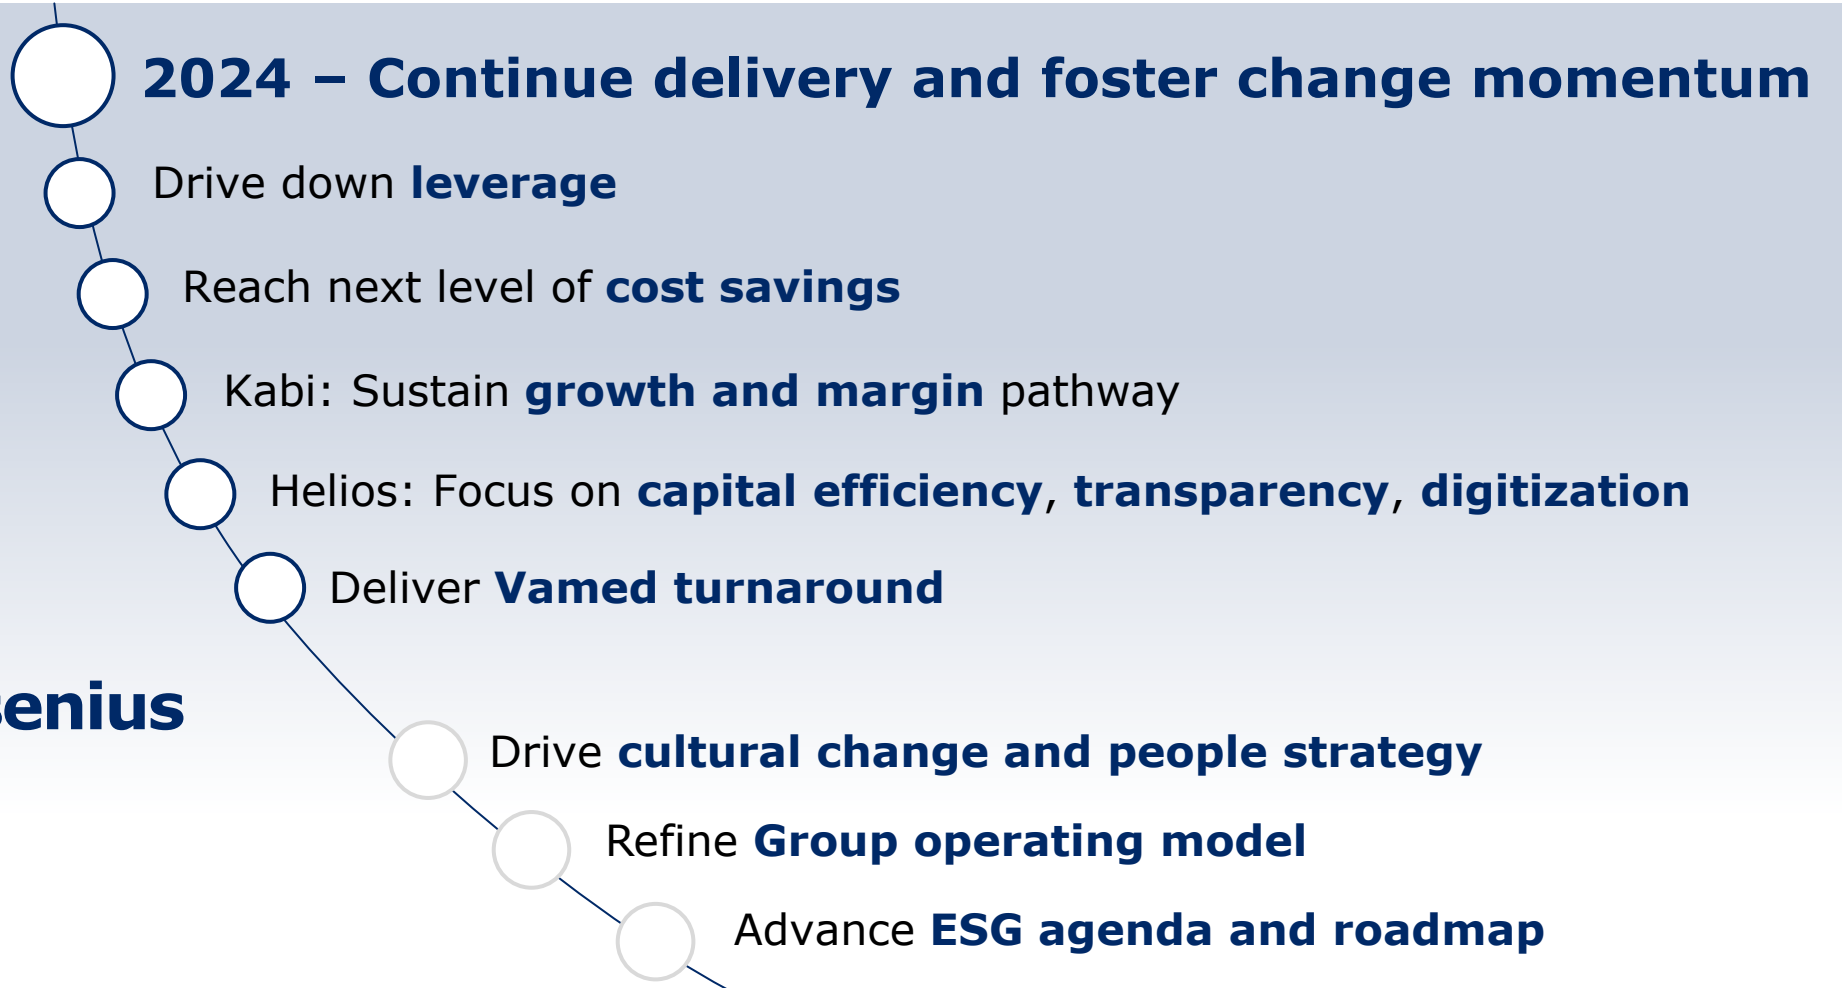 2024 – Continue delivery and foster change momentum
Drive down leverage
Reach next level of cost savings
Kabi: Sustain growth and margin pathway
Helios: Focus on capital efficiency, transparency, digitization
Deliver Vamed turnaround
senius
Drive cultural change and people strategy
Refine Group operating model
Advance ESG agenda and roadmap